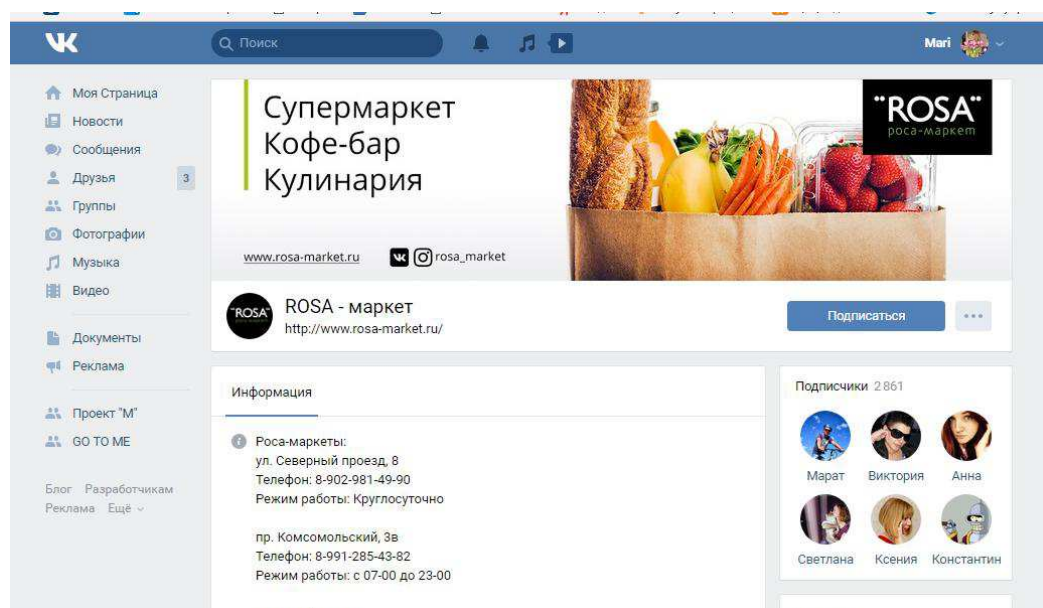 Поиск
Mari
Моя Страница
Новости
Сообщения
Друзья 3
Группы
Фотографии
Музыка
Видео
Документы
Реклама
Проект "М"
GO TO ME
Блог Разработчикам
Реклама Ещё
Супермаркет
Кофе-бар
Кулинария
www.rosa-market.ru
rosa_market
"ROSA"
роса-маркет
"ROSA"
ROSA - маркет
http://www.rosa-market.ru/
Подписаться
Информация
Роса-маркеты:
ул. Северный проезд, 8
Телефон: 8-902-981-49-90
Режим работы: Круглосуточно
пр. Комсомольский, 3в
Телефон: 8-991-285-43-82
Режим работы: с 07-00 до 23-00
Подписчики 2 861
Марат Виктория Анна
Светлана Ксения Константин